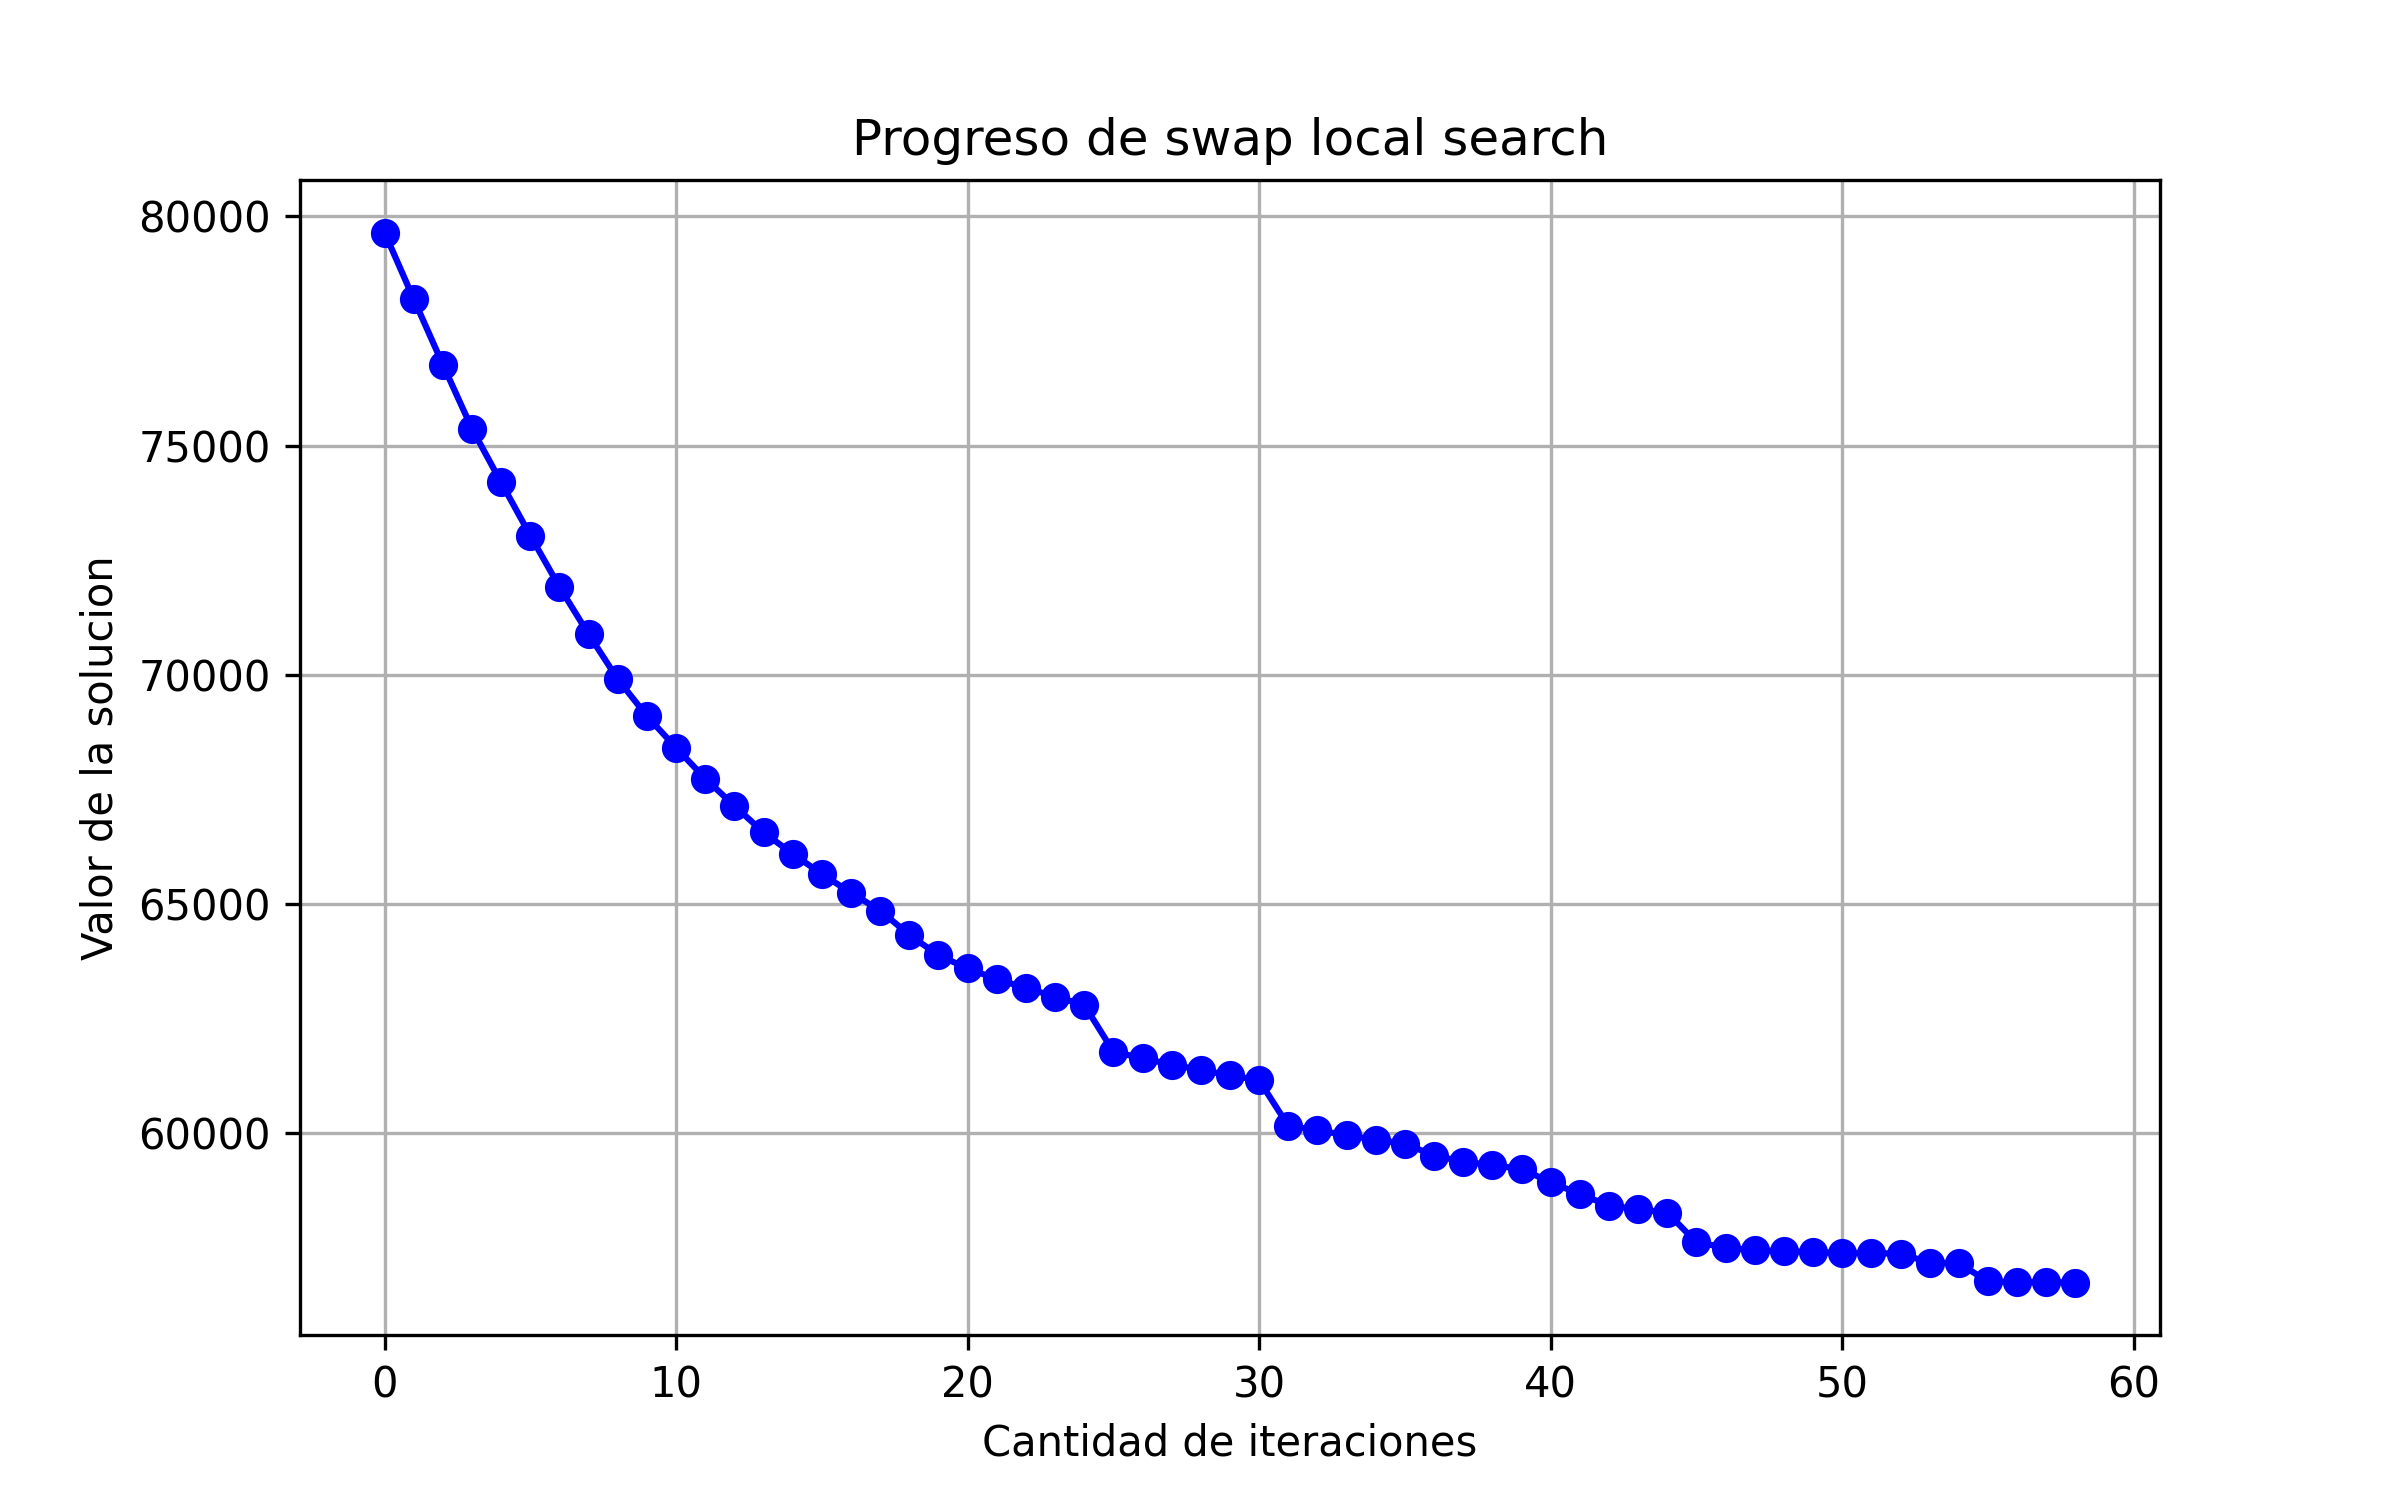 Progreso de swap local search
Valor de la solucion
80000
75000
70000
65000
60000
0 10 20 30 40 50 60
Cantidad de iteraciones